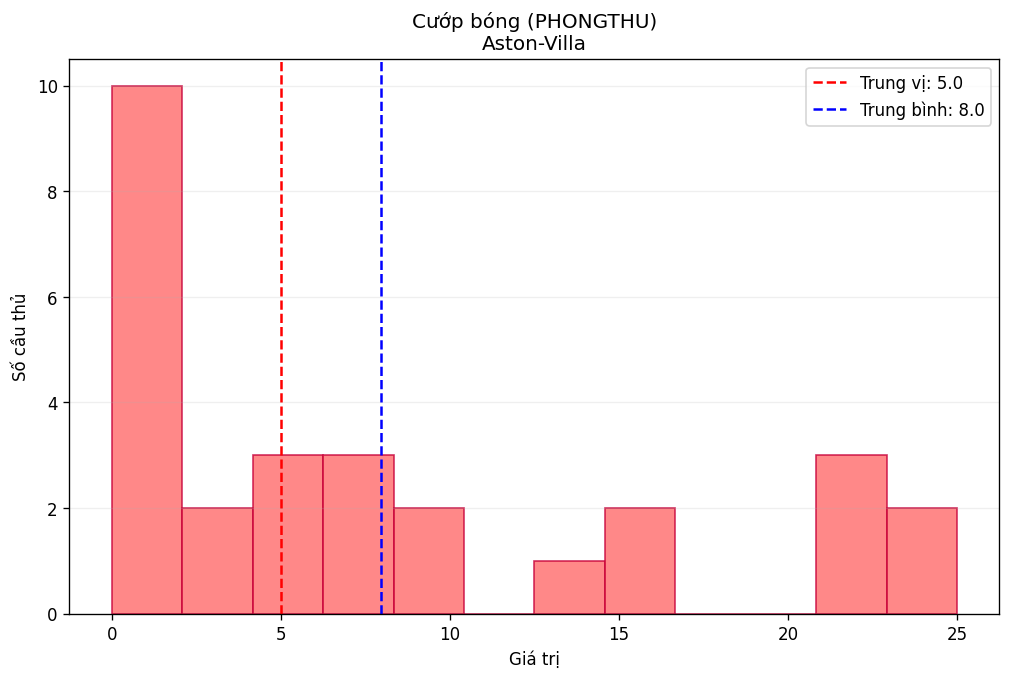 Cướp bóng (PHONGTHU)
Aston-Villa
Trung vị: 5.0
Trung bình: 8.0
Số cầu thủ
10
8
6
4
2
0
0 5 10 15 20 25
Giá trị